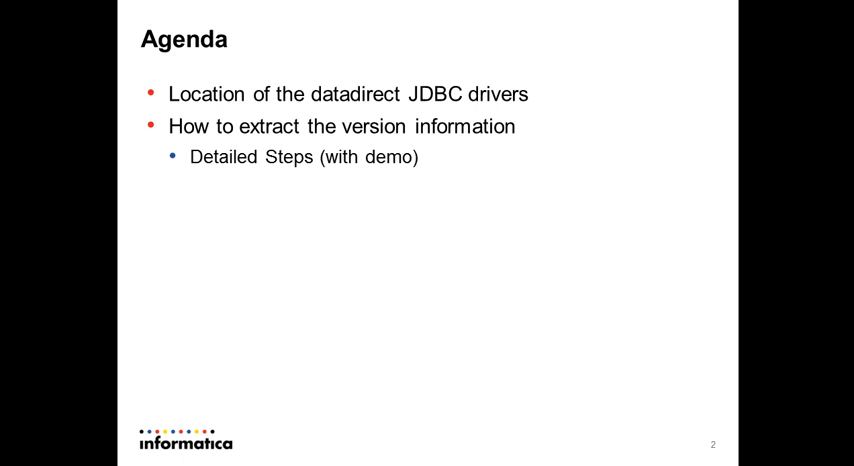 Agenda
• Location of the datadirect JDBC drivers
• How to extract the version information
• Detailed Steps (with demo)
informatica
2